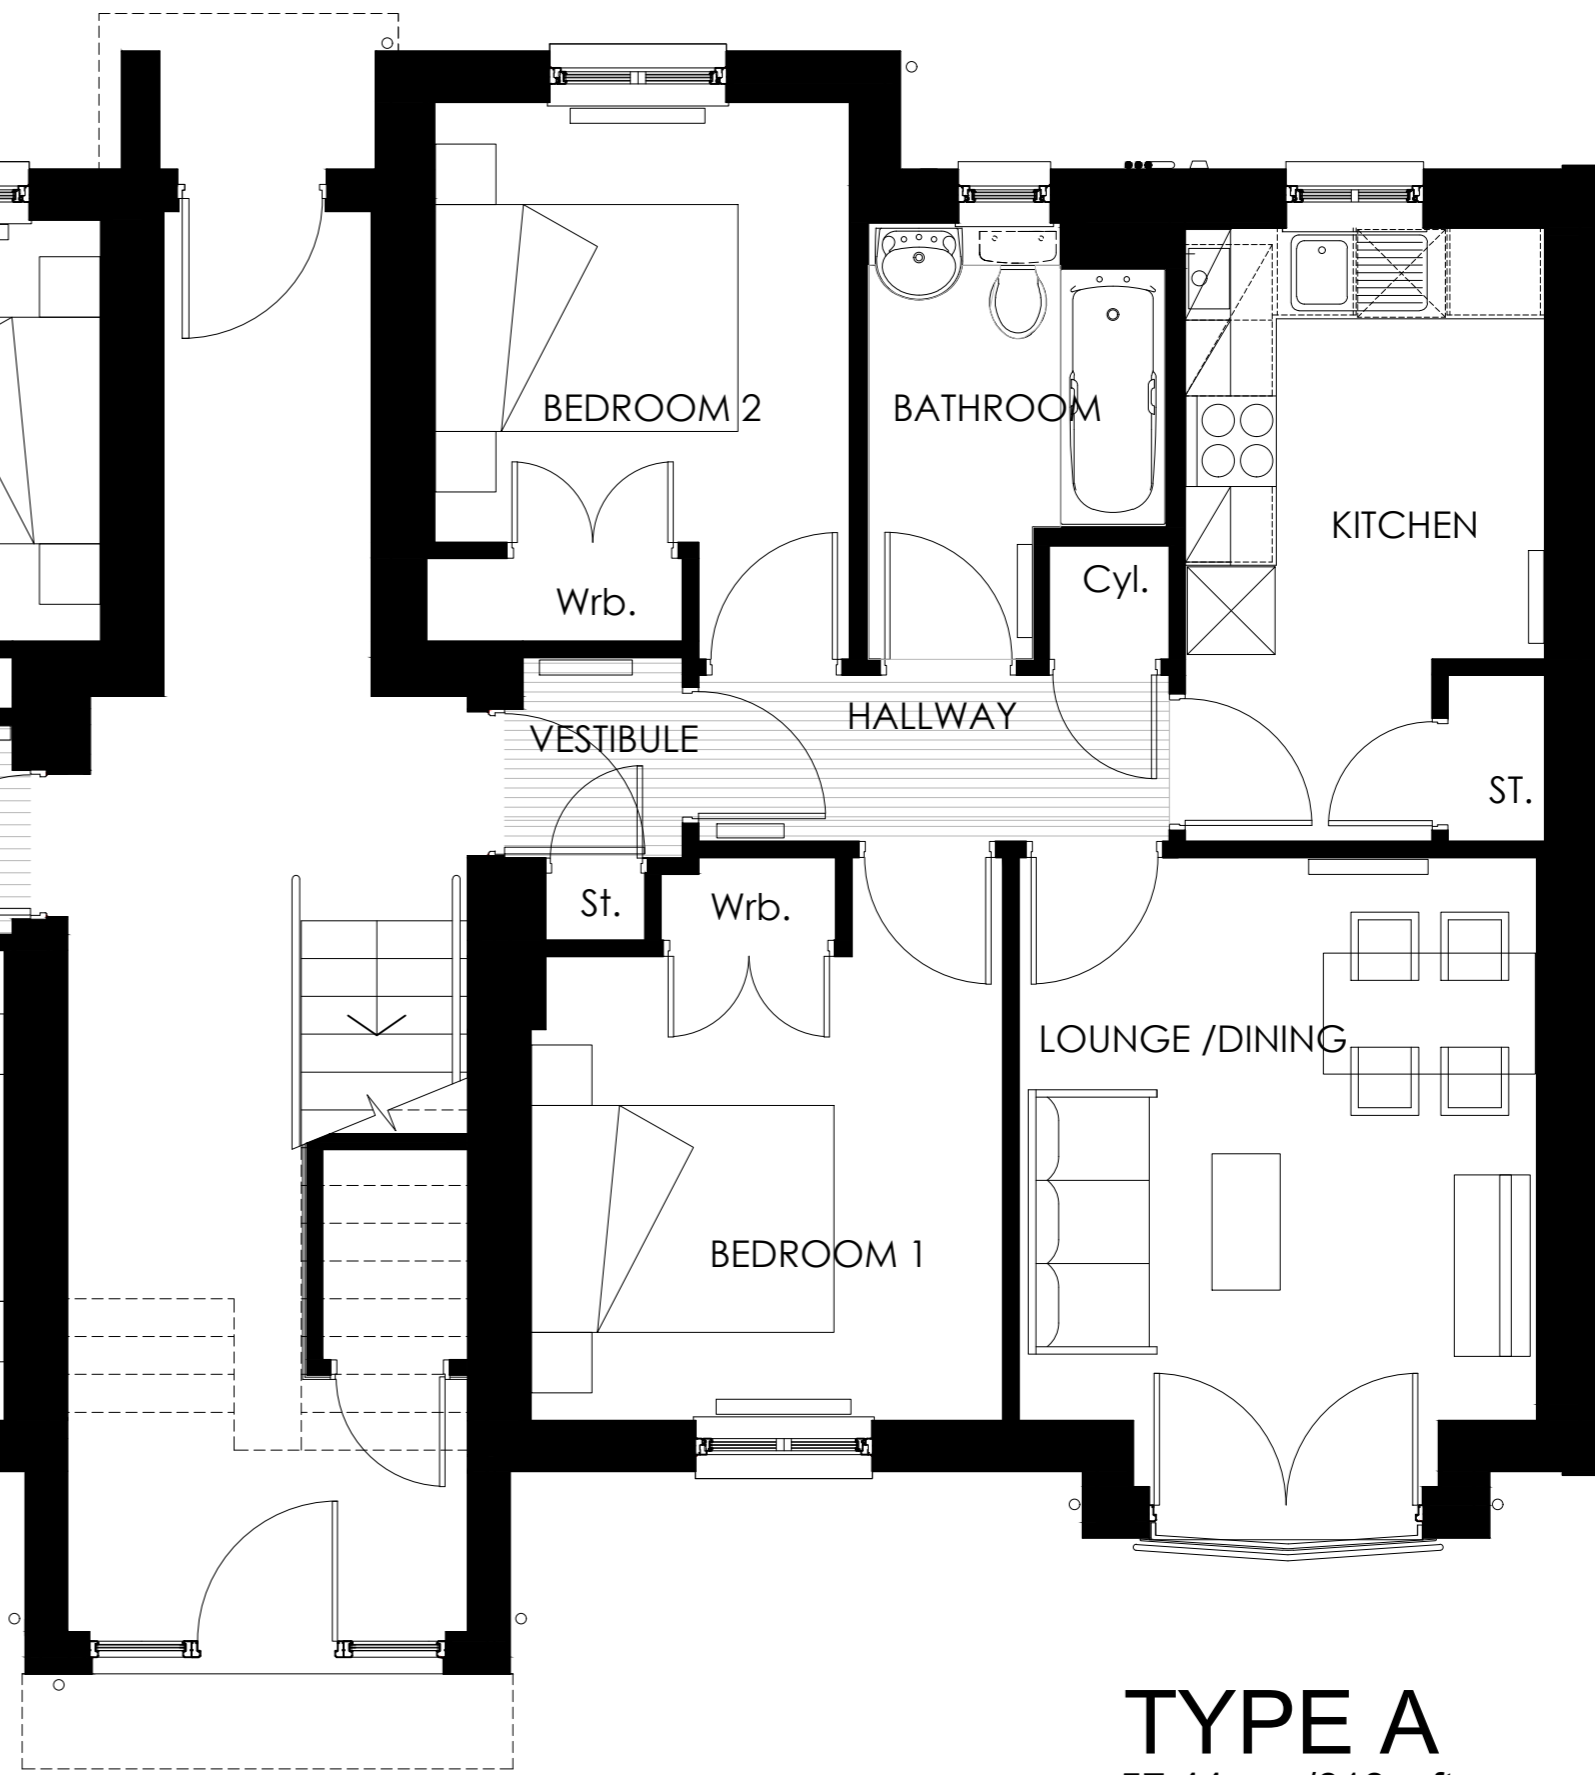 BEDROOM 2
BATHROOM
KITCHEN
Wrb.
Cyl.
VESTIBULE
HALLWAY
ST.
St.
Wrb.
LOUNGE /DINING
BEDROOM 1
TYPE A